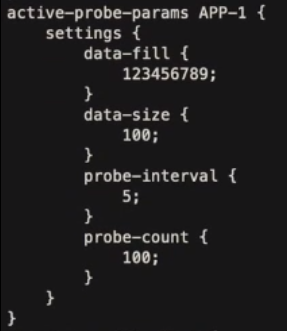 active-probe-params APP-1 {
    settings {
        data-fill {
            123456789;
        }
        data-size {
            100;
        }
        probe-interval {
            5;
        }
        probe-count {
            100;
        }
    }
}